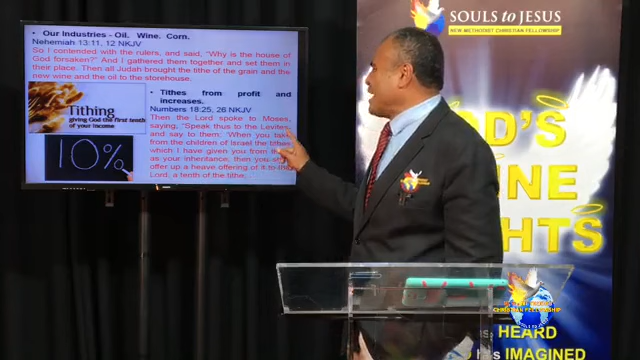 • Our Industries - Oil. Wine. Corn.
Nehemiah 13:11, 12 NKJV
So I contended with the rulers, and said, "Why is the house of
God forsaken?" And I gathered them together and set them in
their place. Then all Judah brought the tithe of the grain and the
new wine and the oil to the storehouse.
Tithing
giving God the first tenth
of your income
10%
• Tithes from profit and
increases.
Numbers 18:25, 26 NKJV
Then the Lord spoke to Moses,
saying, "Speak thus to the Levites,
and say to them: 'When you take
from the children of Israel the tithes
which I have given you from them
as your inheritance, then you
offer up a heave offering of it to the
Lord, a tenth of the tithe,
SOULS to JESUS
NEW METHODIST CHRISTIAN FELLOWSHIP
GOD'S
HTS
CHRISTIAN FELLOWSHIP
HEARD
has IMAGINED